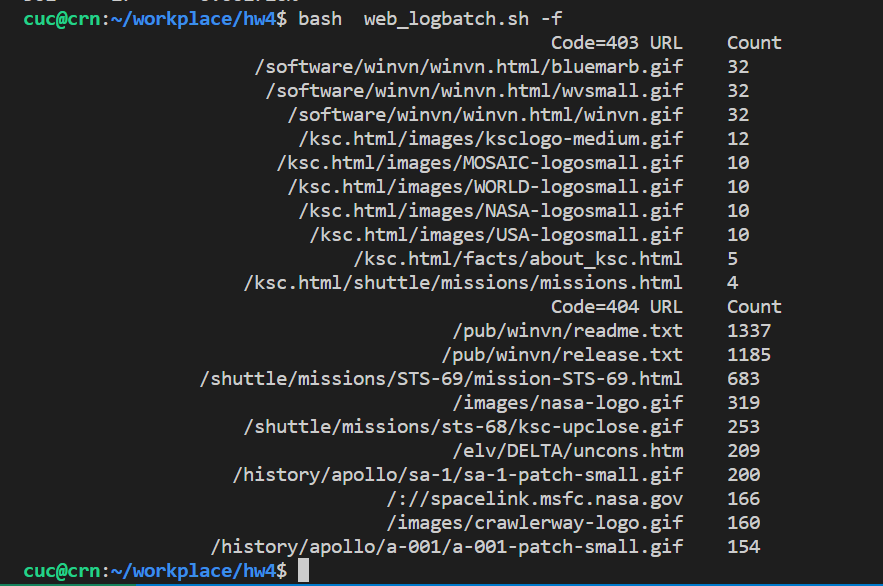 cuc@crn:~/workplace/hw4$ bash  web_logbatch.sh -f
Code=403 URL    Count
/software/winvn/winvn.html/bluemarb.gif    32
/software/winvn/winvn.html/wvsmall.gif    32
/software/winvn/winvn.html/winvn.gif    32
/ksc.html/images/ksclogo-medium.gif    12
/ksc.html/images/MOSAIC-logosmall.gif    10
/ksc.html/images/WORLD-logosmall.gif    10
/ksc.html/images/NASA-logosmall.gif    10
/ksc.html/images/USA-logosmall.gif    10
/ksc.html/facts/about_ksc.html    5
/ksc.html/shuttle/missions/missions.html    4
Code=404 URL    Count
/pub/winvn/readme.txt    1337
/pub/winvn/release.txt    1185
/shuttle/missions/STS-69/mission-STS-69.html    683
/images/nasa-logo.gif    319
/shuttle/missions/sts-68/ksc-upclose.gif    253
/elv/DELTA/uncons.htm    209
/history/apollo/sa-1/sa-1-patch-small.gif    200
/://spacelink.msfc.nasa.gov    166
/images/crawlerway-logo.gif    160
/history/apollo/a-001/a-001-patch-small.gif    154
cuc@crn:~/workplace/hw4$